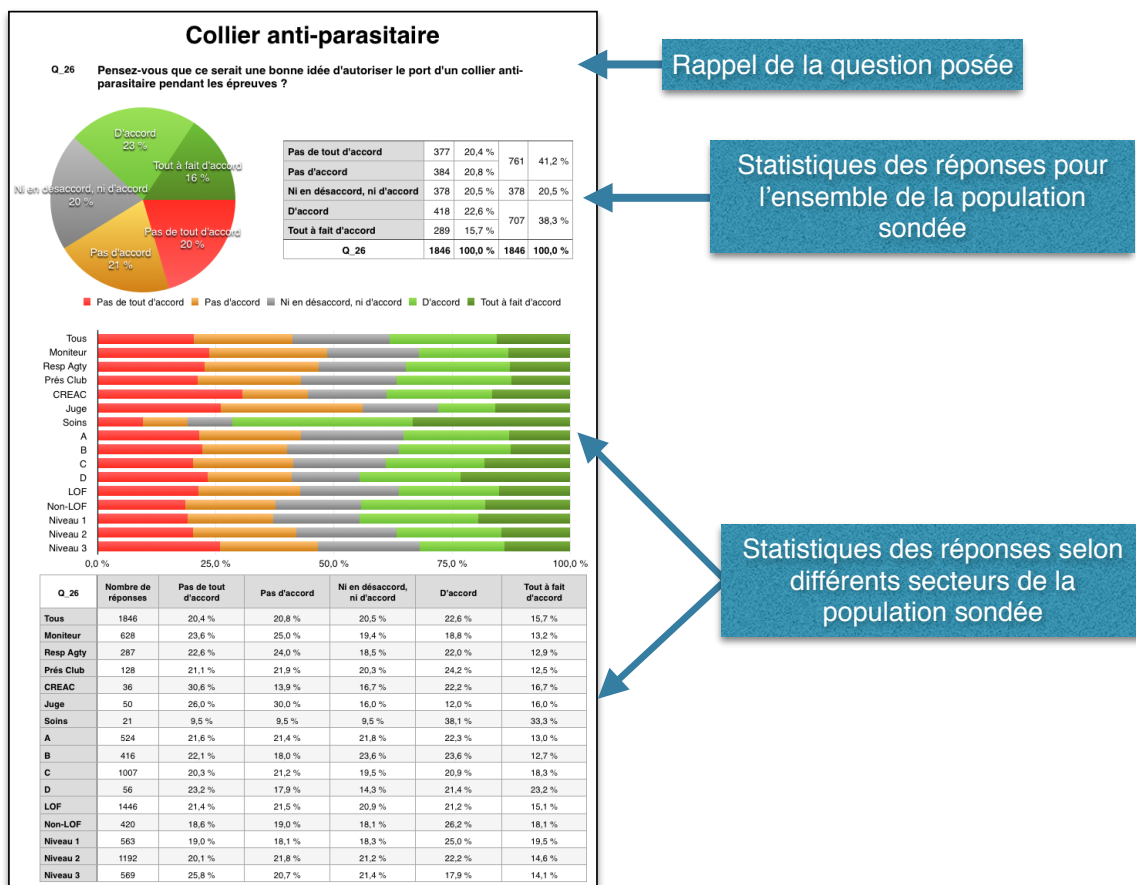 Collier anti-parasitaire
Q_26 Pensez-vous que ce serait une bonne idée d'autoriser le port d'un collier anti-
parasitaire pendant les épreuves ?
Rappel de la question posée
D'accord
23 %
Tout à fait d'accord
16 %
Ni en désaccord, ni d'accord
20 %
Pas de tout d'accord
20 %
Pas d'accord
21 %
Pas de tout d'accord 377 20,4 % 761 41,2 %
Pas d'accord 384 20,8 %
Ni en désaccord, ni d'accord 378 20,5 % 378 20,5 %
D'accord 418 22,6 % 707 38,3 %
Tout à fait d'accord 289 15,7 %
Q_26 1846 100,0 % 1846 100,0 %
Statistiques des réponses pour
l'ensemble de la population
sondée
Pas de tout d'accord Pas d'accord Ni en désaccord, ni d'accord D'accord Tout à fait d'accord
Tous
Moniteur
Resp Agty
Prés Club
CREAC
Juge
Soins
A
B
C
D
LOF
Non-LOF
Niveau 1
Niveau 2
Niveau 3
0,0 % 25,0 % 50,0 % 75,0 % 100,0 %
Statistiques des réponses selon
différents secteurs de la
population sondée
Q_26 Nombre de réponses Pas de tout d'accord Pas d'accord Ni en désaccord, ni d'accord D'accord Tout à fait d'accord
Tous 1846 20,4 % 20,8 % 20,5 % 22,6 % 15,7 %
Moniteur 628 23,6 % 25,0 % 19,4 % 18,8 % 13,2 %
Resp Agty 287 22,6 % 24,0 % 18,5 % 22,0 % 12,9 %
Prés Club 128 21,1 % 21,9 % 20,3 % 24,2 % 12,5 %
CREAC 36 30,6 % 13,9 % 16,7 % 22,2 % 16,7 %
Juge 50 26,0 % 30,0 % 16,0 % 12,0 % 16,0 %
Soins 21 9,5 % 9,5 % 9,5 % 38,1 % 33,3 %
A 524 21,6 % 21,4 % 21,8 % 22,3 % 13,0 %
B 416 22,1 % 18,0 % 23,6 % 23,6 % 12,7 %
C 1007 20,3 % 21,2 % 19,5 % 20,9 % 18,3 %
D 56 23,2 % 17,9 % 14,3 % 21,4 % 23,2 %
LOF 1446 21,4 % 21,5 % 20,9 % 21,2 % 15,1 %
Non-LOF 420 18,6 % 19,0 % 18,1 % 26,2 % 18,1 %
Niveau 1 563 19,0 % 18,1 % 18,3 % 25,0 % 19,5 %
Niveau 2 1192 20,1 % 21,8 % 21,2 % 22,2 % 14,6 %
Niveau 3 569 25,8 % 20,7 % 21,4 % 17,9 % 14,1 %